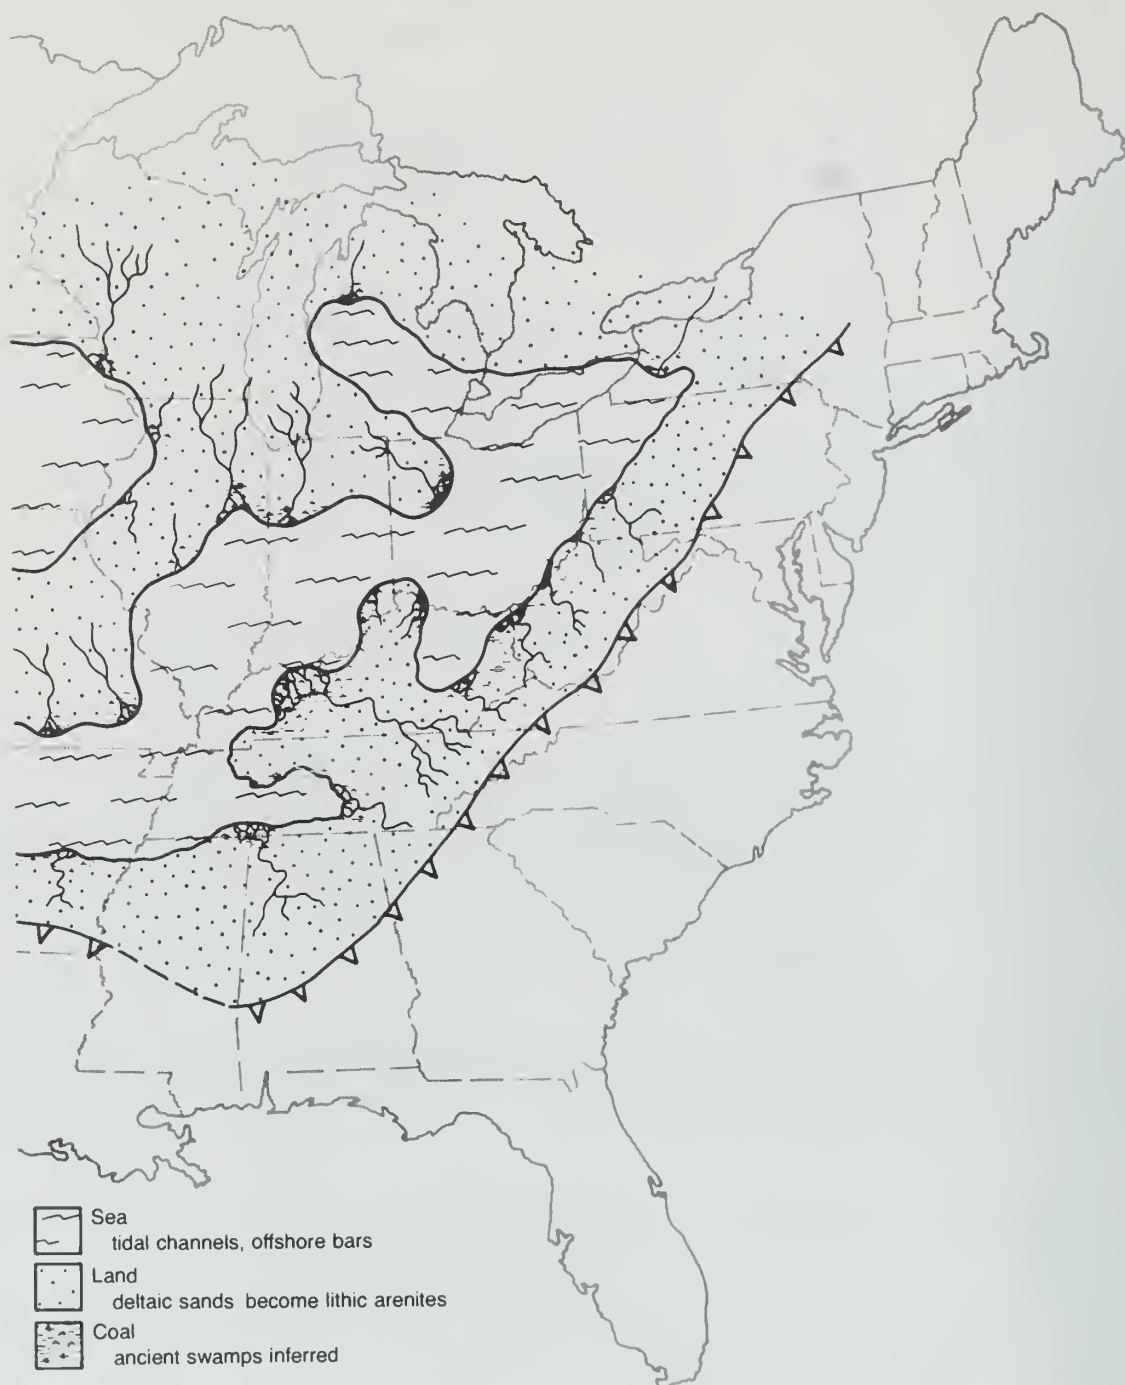 Sea
tidal channels, offshore bars
Land
deltaic sands become lithic arenites
Coal
ancient swamps inferred